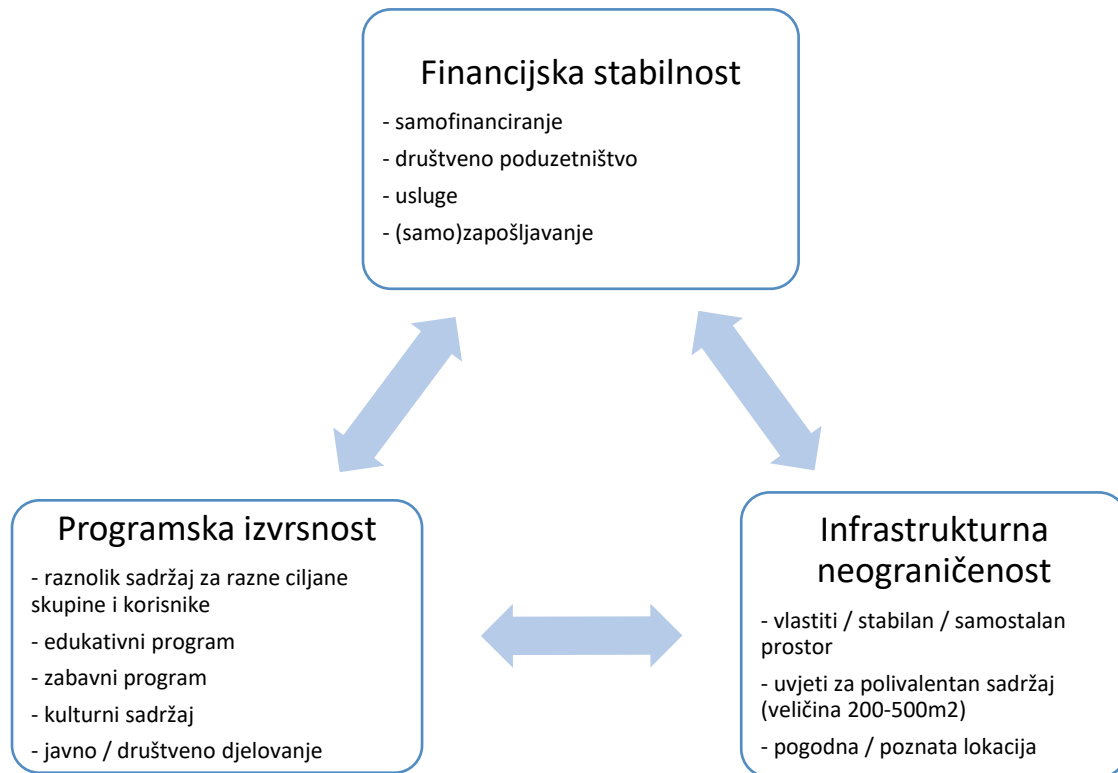 Financijska stabilnost
- samofinanciranje
- društveno poduzetništvo
- usluge
- (samo)zapošljavanje
Programska izvrsnost
- raznolik sadržaj za razne ciljane
skupine i korisnike
- edukativni program
- zabavni program
- kulturni sadržaj
- javno / društveno djelovanje
Infrastrukturna
neograničenost
- vlastiti / stabilan / samostalan
prostor
- uvjeti za polivalentan sadržaj
(veličina 200-500m2)
- pogodna / poznata lokacija